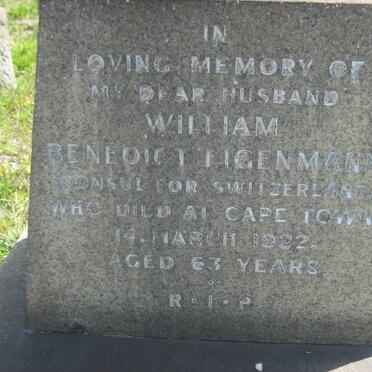 IN
LOVING MEMORY OF
MY DEAR HUSBAND
WILLIAM
BENEDICT EIGENMANN
CONSUL FOR SWITZERLAND
WHO DIED AT CAPE TOWN
14. MARCH 1922.
AGED 63 YEARS
R·I·P